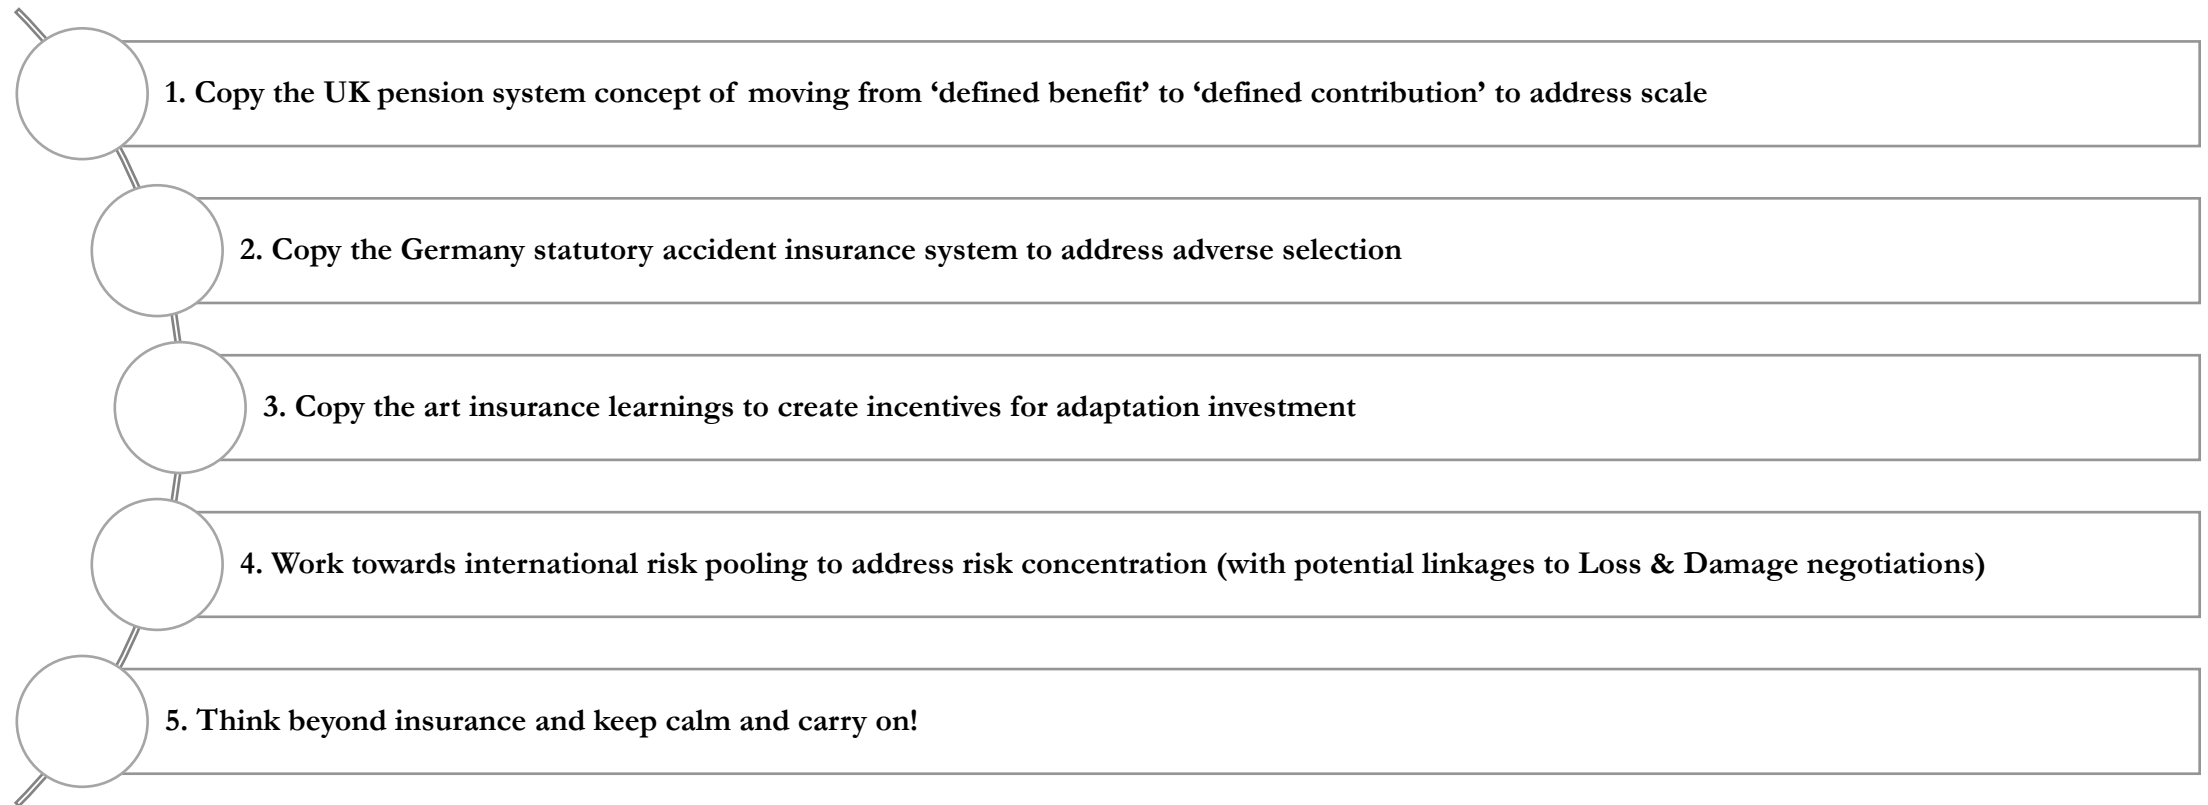 1. Copy the UK pension system concept of moving from ‘defined benefit’ to ‘defined contribution’ to address scale
2. Copy the Germany statutory accident insurance system to address adverse selection
3. Copy the art insurance learnings to create incentives for adaptation investment
4. Work towards international risk pooling to address risk concentration (with potential linkages to Loss & Damage negotiations)
5. Think beyond insurance and keep calm and carry on!